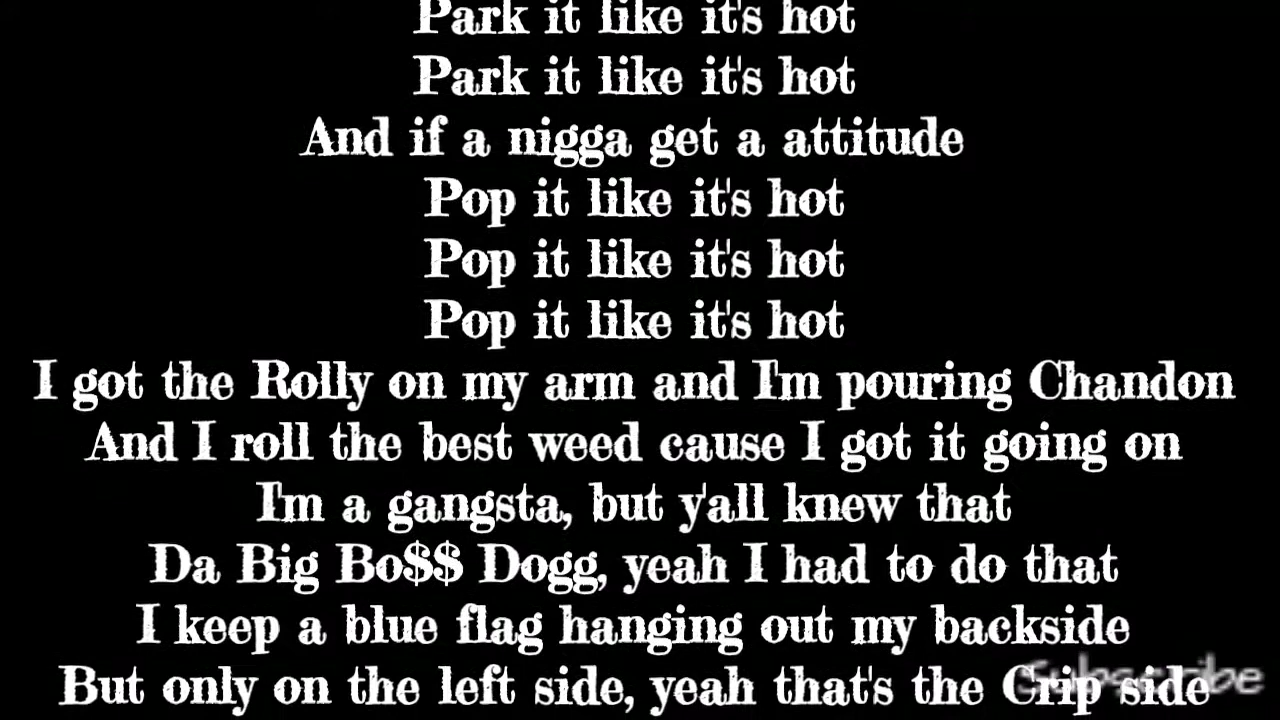 Park it like it's hot
Park it like it's hot
And if a nigga get a attitude
Pop it like it's hot
Pop it like it's hot
Pop it like it's hot
I got the Rolly on my arm and I'm pouring Chandon
And I roll the best weed cause I got it going on
I'm a gangsta, but y'all knew that
Da Big Bo$$ Dogg, yeah I had to do that
I keep a blue flag hanging out my backside
But only on the left side, yeah that's the Crip side
Subscribe